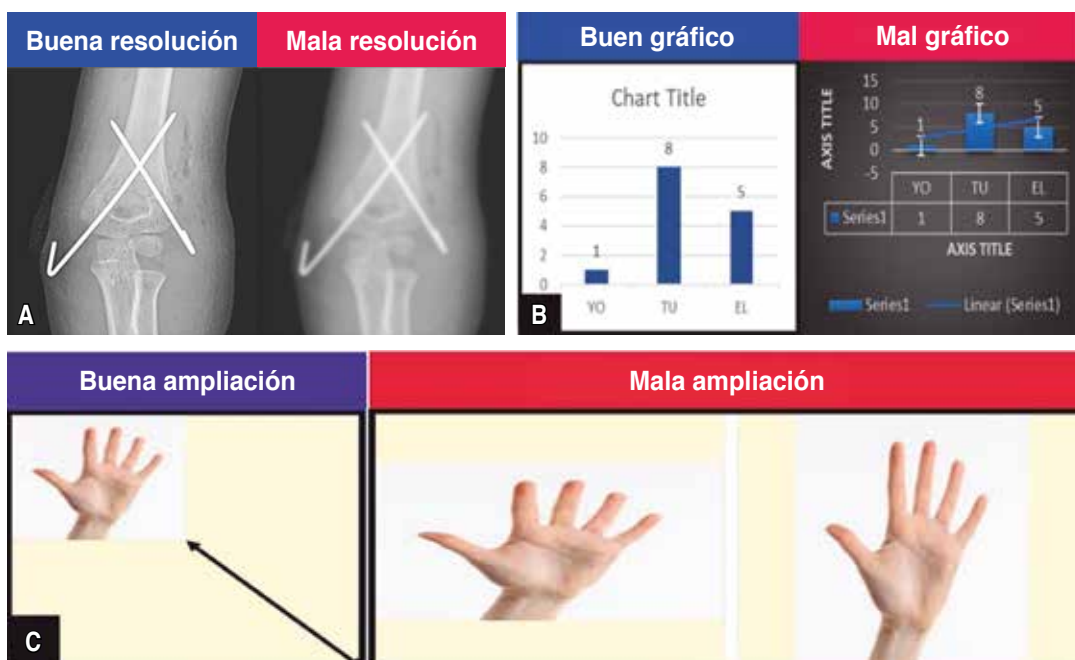 Buena resolución
Mala resolución
A
Buen gráfico
Mal gráfico
Chart Title
10
8
6
4
2
0
1
8
5
YO
TU
EL
B
AXIS TITLE
15
10
5
0
-5
1
8
5
YO
TU
EL
Series1
1
8
5
AXIS TITLE
Series1
Linear (Series1)
Buena ampliación
Mala ampliación
C